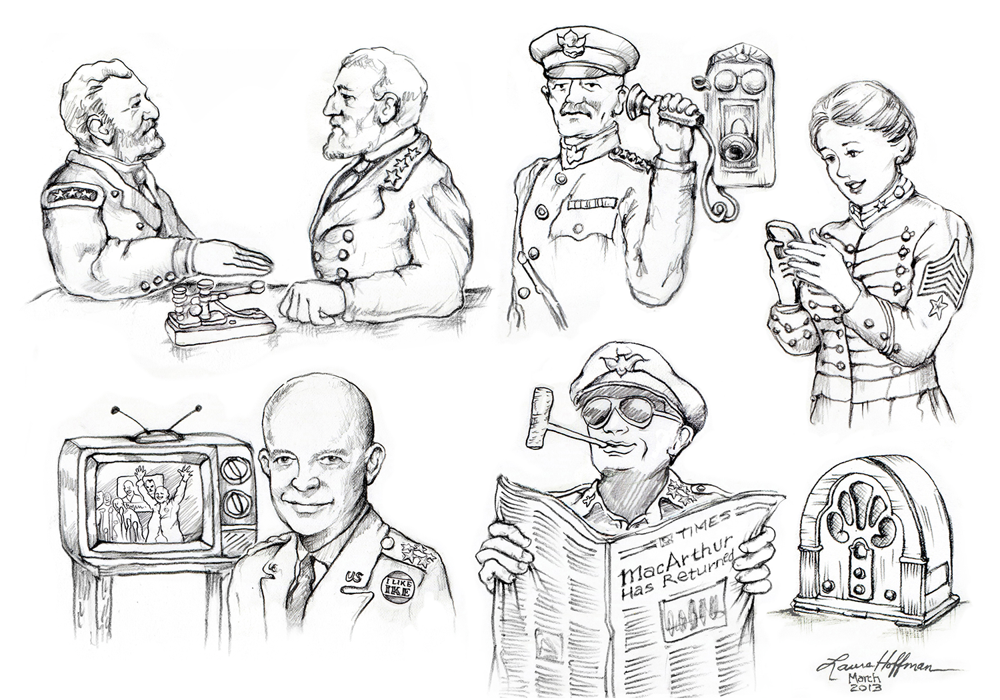 US
I LIKE
IKE
TIMES
MacArthur
Has Returned
Laura Hoffman
March
2013